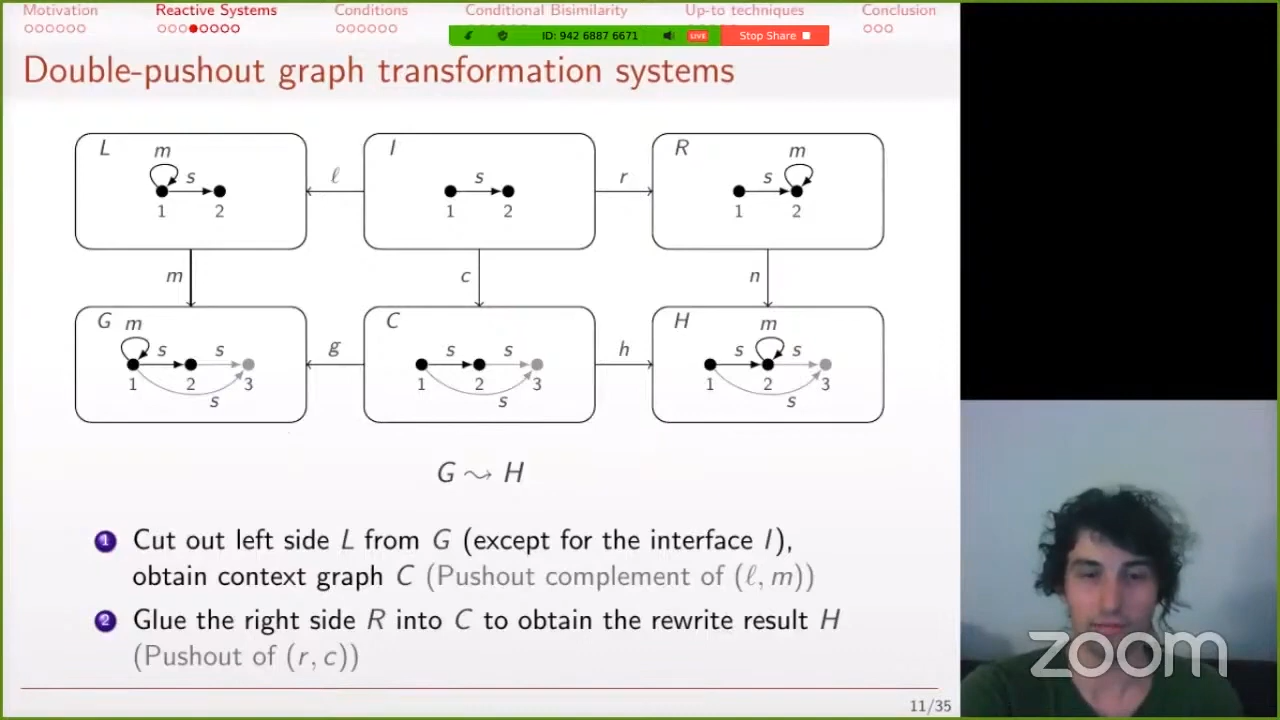 Motivation Reactive Systems Conditions Conditional Bisimilarity Up-to techniques Conclusion
ID: 942 6887 6671 LIVE Stop Share
Double-pushout graph transformation systems
L m s 1 2
ℓ
I s 1 2
r
R s m 1 2
m c n
G m s s 1 2 3 s
g
C s s 1 2 3 s
h
H m s s 1 2 3 s
G ⇝ H
1 Cut out left side L from G (except for the interface I),
obtain context graph C (Pushout complement of (ℓ, m))
2 Glue the right side R into C to obtain the rewrite result H
(Pushout of (r, c))
11/35
zoom